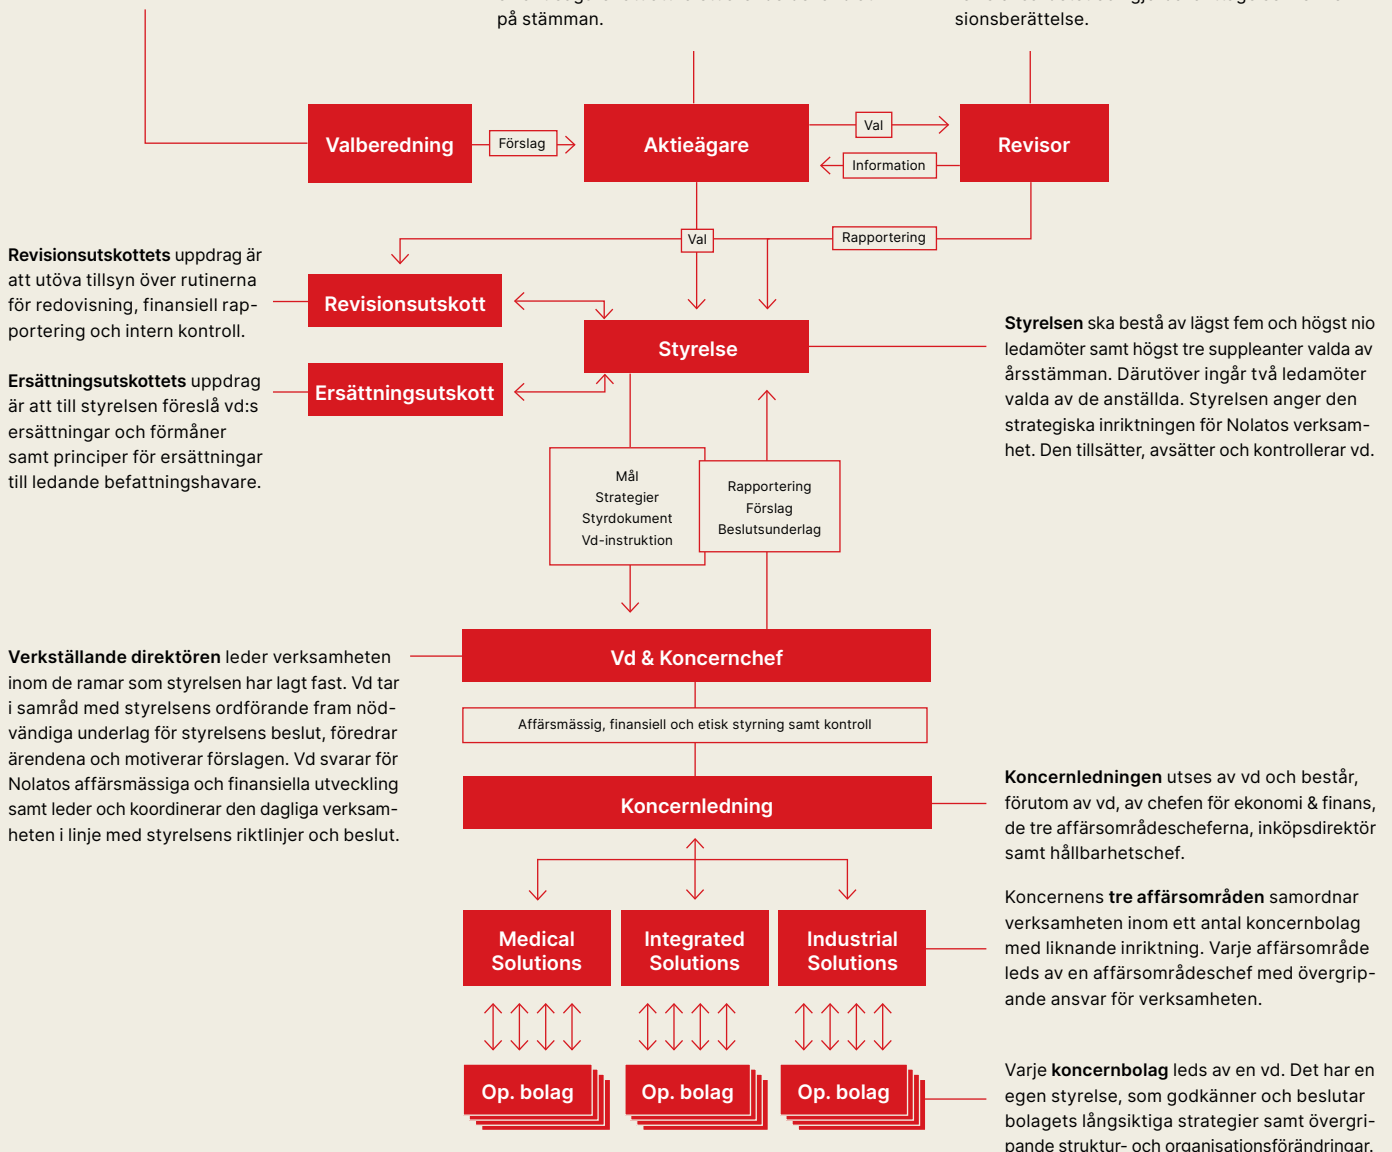 på stämman.
sionsberättelse.
Valberedning
Förslag
Aktieägare
Val
Information
Revisor
Val
Rapportering
Revisionsutskottets uppdrag är
att utöva tillsyn över rutinerna
för redovisning, finansiell rap-
portering och intern kontroll.
Revisionsutskott
Styrelse
Styrelsen ska bestå av lägst fem och högst nio
ledamöter samt högst tre suppleanter valda av
årsstämman. Därutöver ingår två ledamöter
valda av de anställda. Styrelsen anger den
strategiska inriktningen för Nolatos verksam-
het. Den tillsätter, avsätter och kontrollerar vd.
Ersättningsutskottets uppdrag
är att till styrelsen föreslå vd:s
ersättningar och förmåner
samt principer för ersättningar
till ledande befattningshavare.
Ersättningsutskott
Mål
Strategier
Styrdokument
Vd-instruktion
Rapportering
Förslag
Beslutsunderlag
Verkställande direktören leder verksamheten
inom de ramar som styrelsen har lagt fast. Vd tar
i samråd med styrelsens ordförande fram nöd-
vändiga underlag för styrelsens beslut, föredrar
ärendena och motiverar förslagen. Vd svarar för
Nolatos affärsmässiga och finansiella utveckling
samt leder och koordinerar den dagliga verksam-
heten i linje med styrelsens riktlinjer och beslut.
Vd & Koncernchef
Affärsmässig, finansiell och etisk styrning samt kontroll
Koncernledning
Koncernledningen utses av vd och består,
förutom av vd, av chefen för ekonomi & finans,
de tre affärsområdescheferna, inköpsdirektör
samt hållbarhetschef.
Medical
Solutions
Integrated
Solutions
Industrial
Solutions
Koncernens tre affärsområden samordnar
verksamheten inom ett antal koncernbolag
med liknande inriktning. Varje affärsområde
leds av en affärsområdeschef med övergrip-
ande ansvar för verksamheten.
Op. bolag
Op. bolag
Op. bolag
Varje koncernbolag leds av en vd. Det har en
egen styrelse, som godkänner och beslutar
bolagets långsiktiga strategier samt övergri-
pande struktur- och organisationsförändringar.